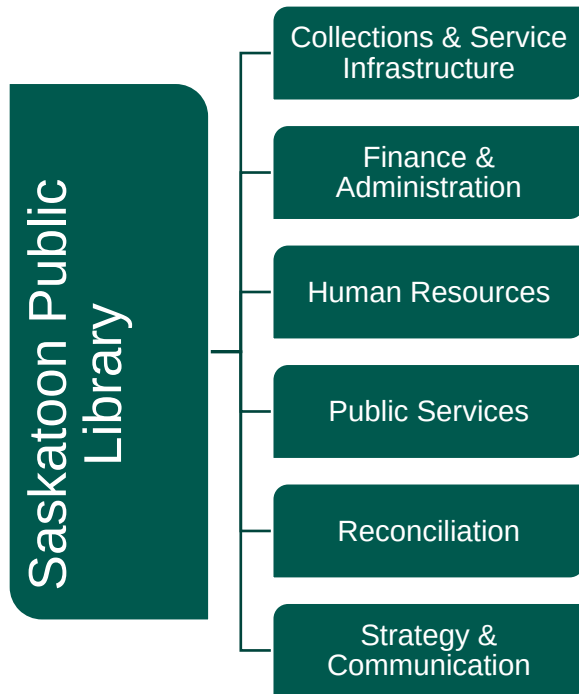 Saskatoon Public
Library
Collections & Service
Infrastructure
Finance &
Administration
Human Resources
Public Services
Reconciliation
Strategy &
Communication